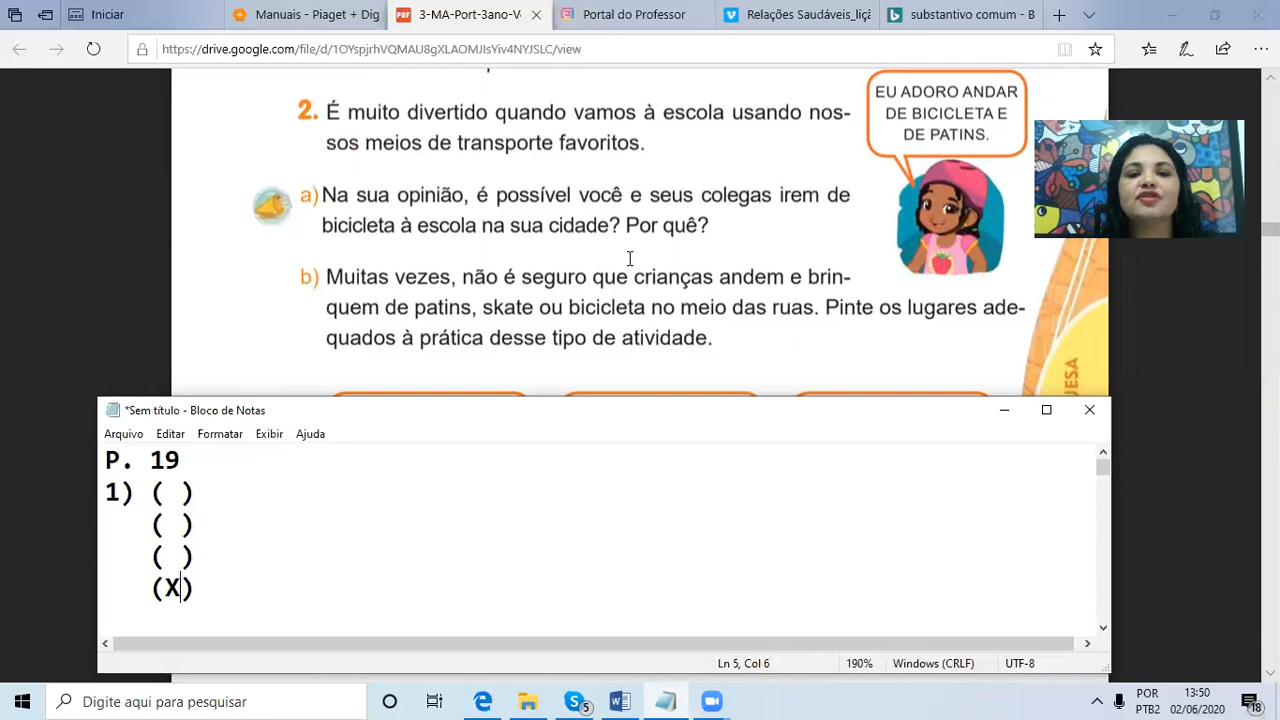 Início
Manuais - Piaget + Dig
3-MA-Port-3ano-V
Portal do Professor
Relações Saudáveis_liçi
substantivo comum - B
https://drive.google.com/file/d/1OYspjrhVQMAU8gXLAOMJIsYiv4NYJSLC/view
2. É muito divertido quando vamos à escola usando nos-
sos meios de transporte favoritos.
EU ADORO ANDAR
DE BICICLETA E
DE PATINS.
a) Na sua opinião, é possível você e seus colegas irem de
bicicleta à escola na sua cidade? Por quê?
b) Muitas vezes, não é seguro que crianças andem e brin-
quem de patins, skate ou bicicleta no meio das ruas. Pinte os lugares ade-
quados à prática desse tipo de atividade.
*Sem título - Bloco de Notas
Arquivo Editar Formatar Exibir Ajuda
P. 19
1) ( )
( )
( )
(X)
Ln 5, Col 6 190% Windows (CRLF) UTF-8
Digite aqui para pesquisar
5
POR 13:50
PTB2 02/06/2020 18